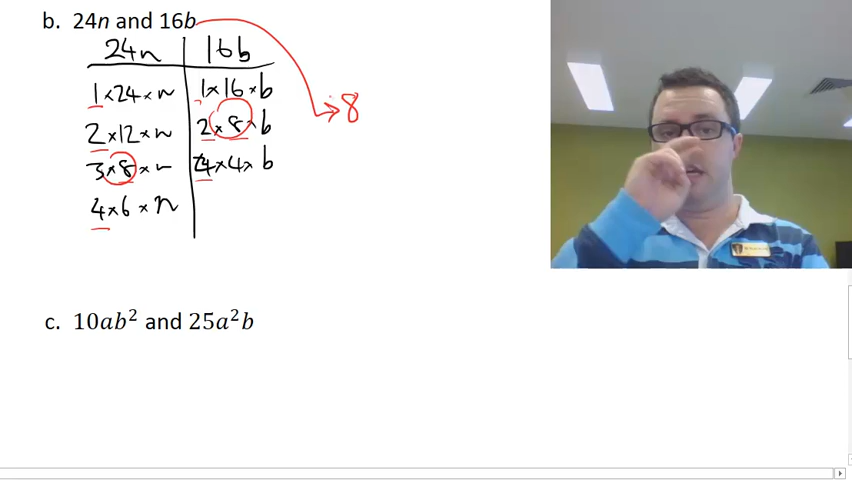 b. 24n and 16b
24n 16b
1×24×n 1×16×b
2×12×n 2×8×b →8
3×8×n 4×4×b
4×6×n
c. 10ab² and 25a²b